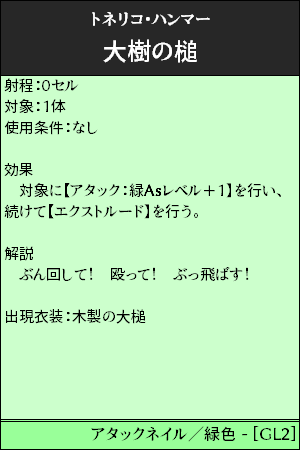 トネリコ・ハンマー
大樹の槌
射程：0セル
対象：1体
使用条件：なし
効果
　対象に【アタック：緑Asレベル＋1】を行い、
続けて【エクストルード】を行う。
解説
　ぶん回して！　殴って！　ぶっ飛ばす！
出現衣装：木製の大槌
アタックネイル／緑色 - [GL2]